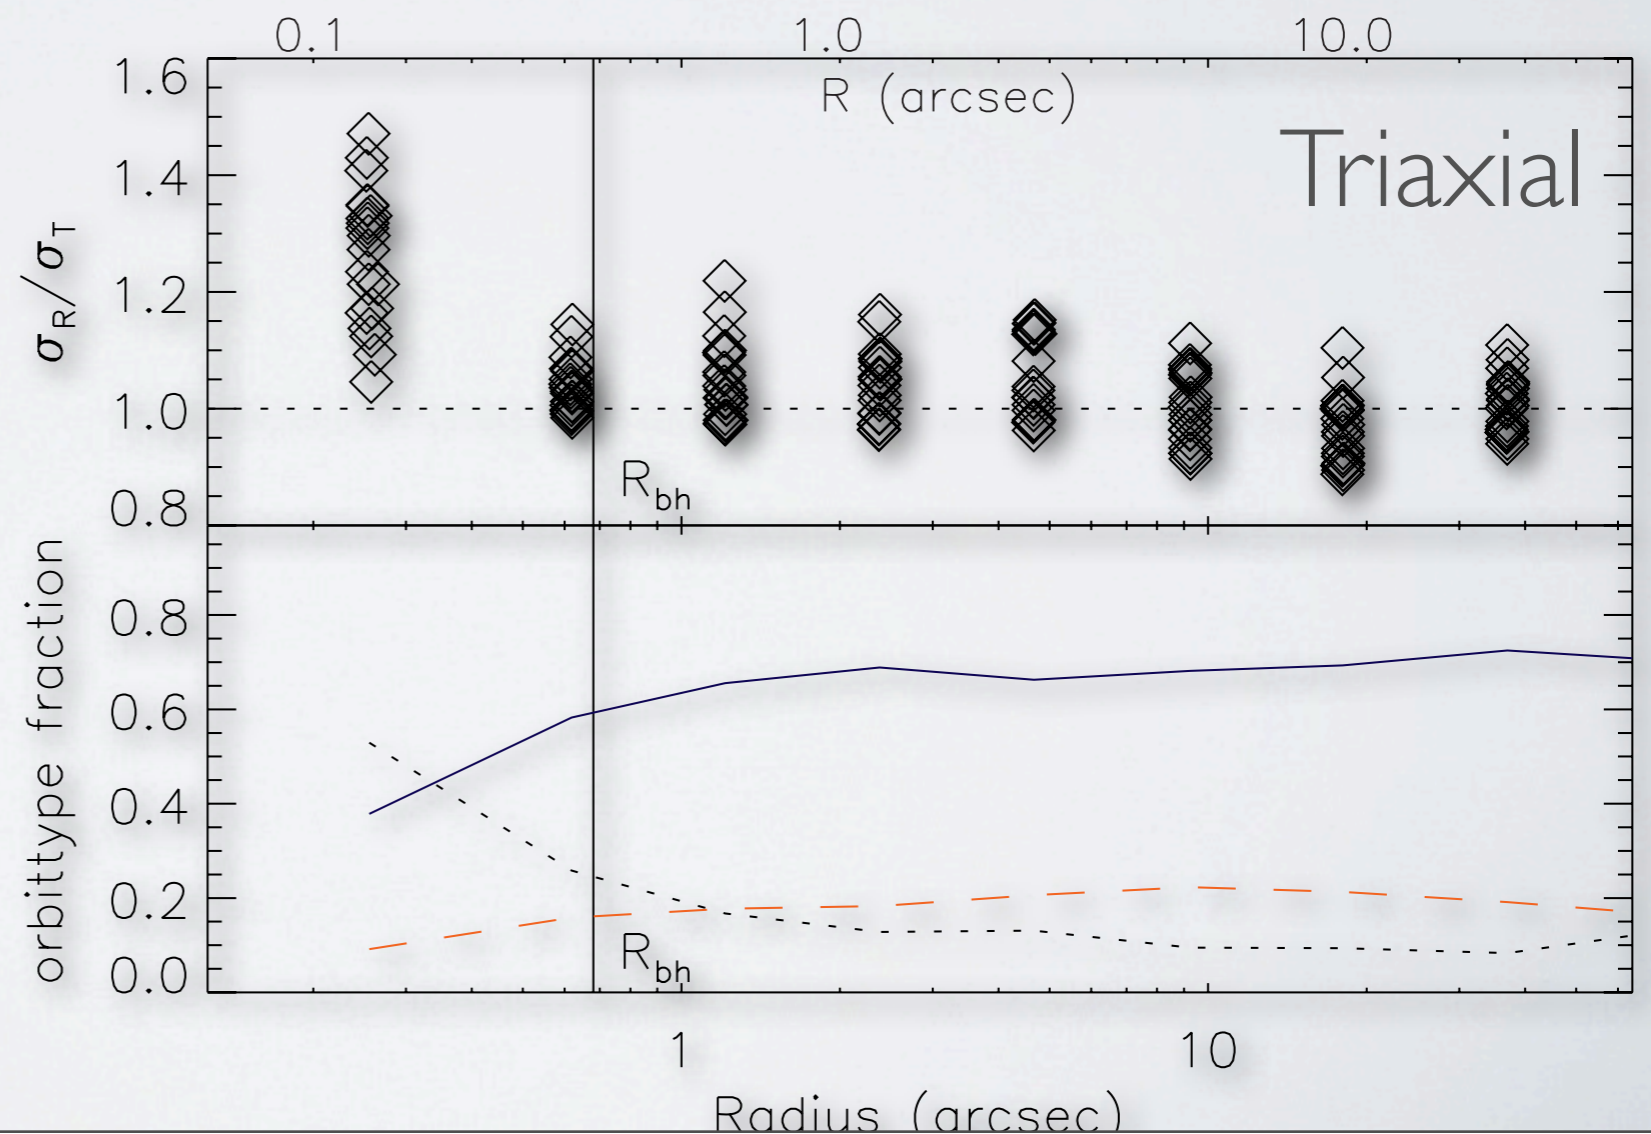 0.1 1.0 10.0
R (arcsec)
Triaxial
1.6
1.4
1.2
1.0
0.8
σR/σT
Rbh
0.8
0.6
0.4
0.2
0.0
orbittype fraction
Rbh
1 10
Radius (arcsec)